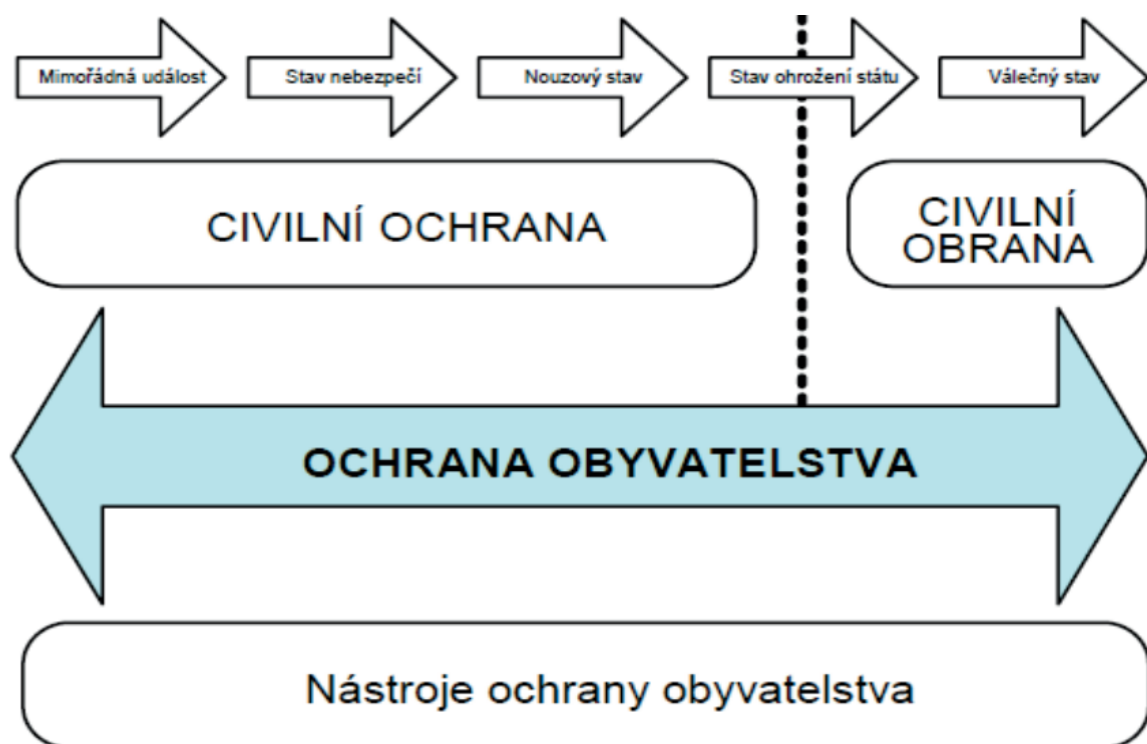 Mimořádná událost
Stav nebezpečí
Nouzový stav
Stav ohrožení státu
Válečný stav
CIVILNÍ OCHRANA
CIVILNÍ
OBRANA
OCHRANA OBYVATELSTVA
Nástroje ochrany obyvatelstva